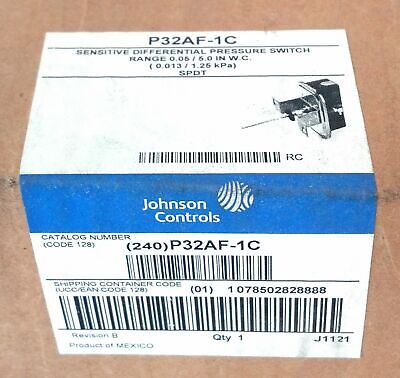 P32AF-1C
SENSITIVE DIFFERENTIAL PRESSURE SWITCH
RANGE 0.05 / 5.0 IN W.C.
( 0.013 / 1.25 kPa)
SPDT
RC
Johnson
Controls
CATALOG NUMBER
(CODE 128)
(240)P32AF-1C
SHIPPING CONTAINER CODE
(UCC/EAN CODE 128)
(01) 1 078502828888
Revision B
Qty 1
J1121
Product of MEXICO